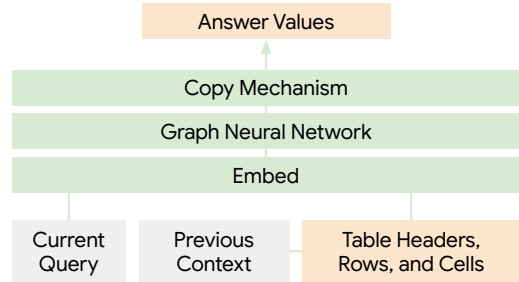 Answer Values
Copy Mechanism
Graph Neural Network
Embed
Current
Query
Previous
Context
Table Headers,
Rows, and Cells